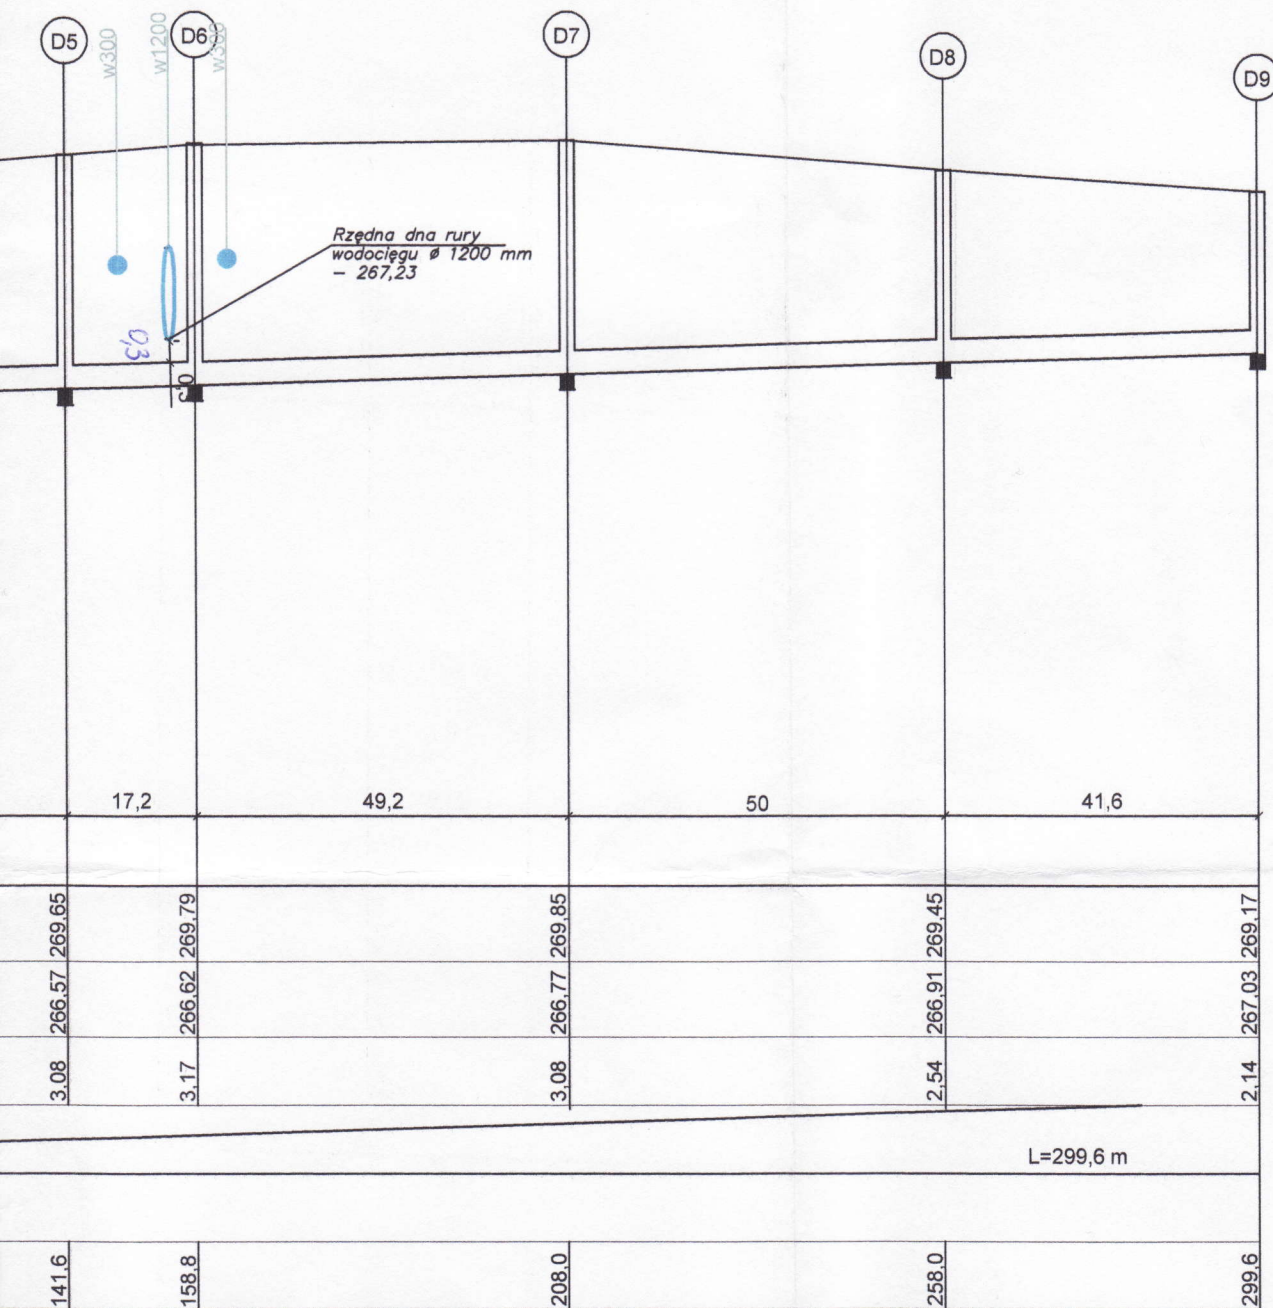 D5
w300
w1200
D6
w300
D7
D8
D9
Rzędna dna rury
wodociągu ø 1200 mm
– 267,23
0,3
0,3
17,2
49,2
50
41,6
269,65
269,79
269,85
269,45
269,17
266,57
266,62
266,77
266,91
267,03
3,08
3,17
3,08
2,54
2,14
L=299,6 m
141,6
158,8
208,0
258,0
299,6